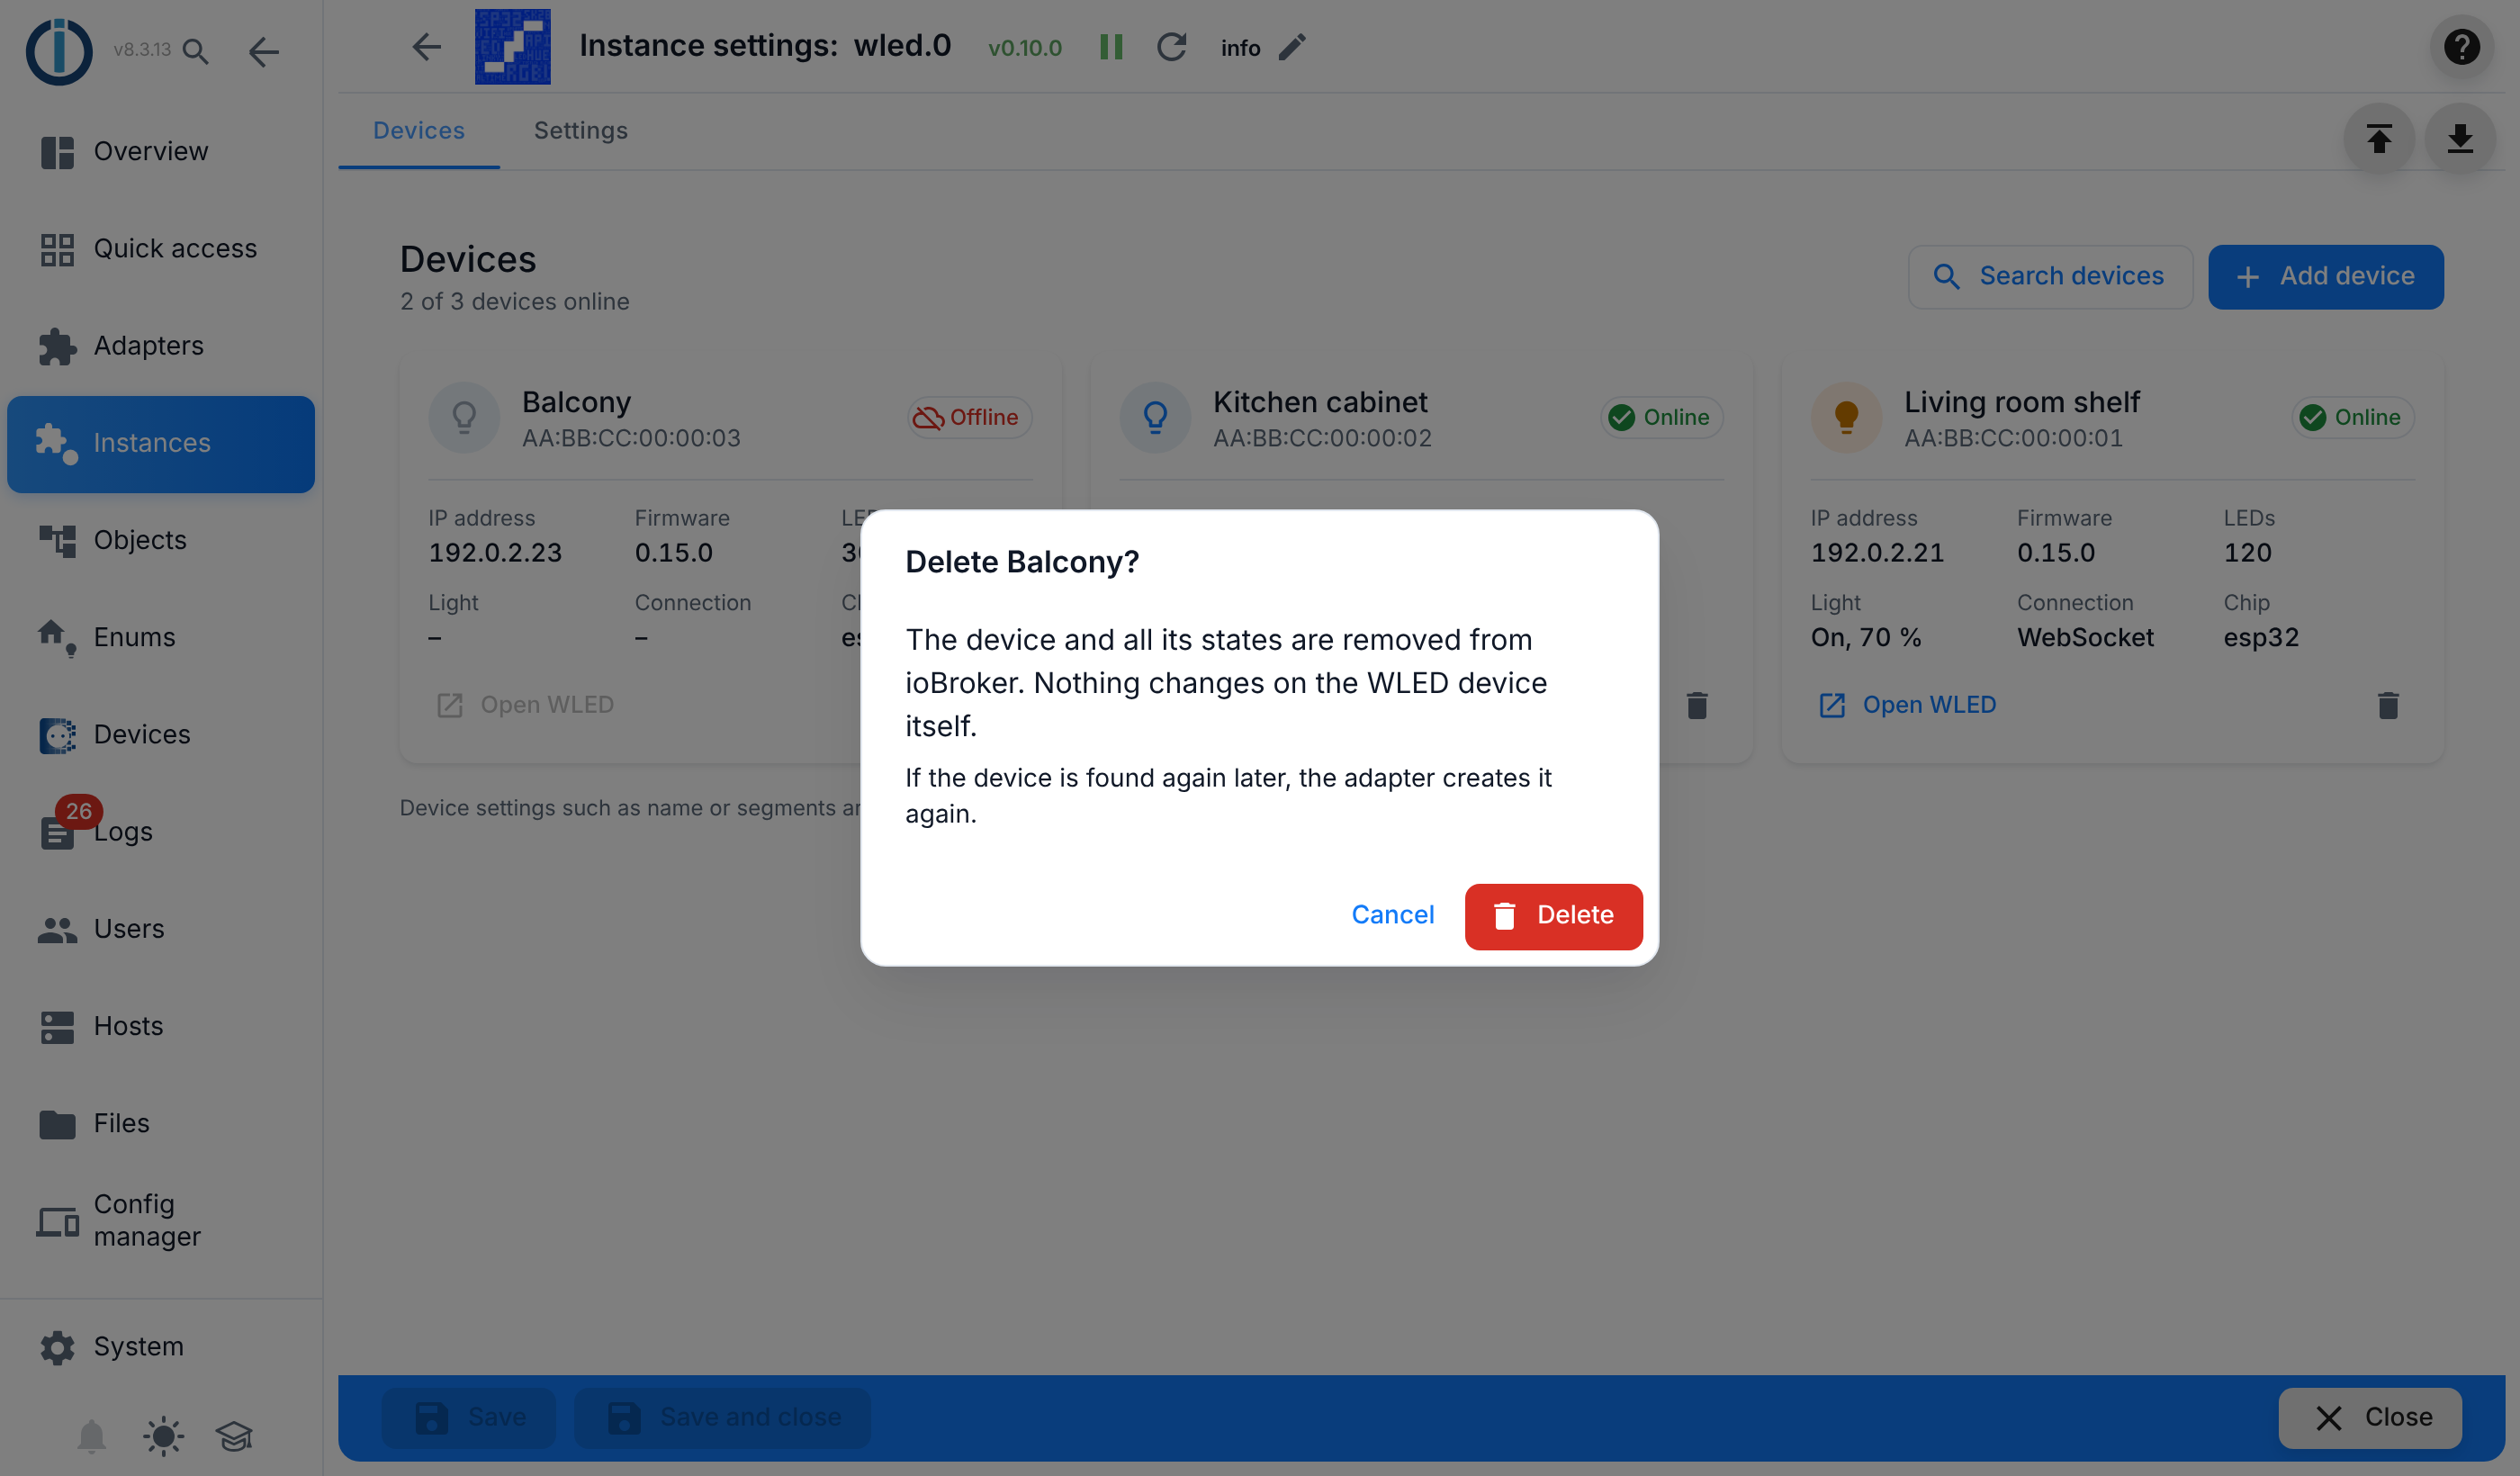 v8.3.13
Instance settings: wled.0
v0.10.0
info
Devices
Settings
Overview
Quick access
Adapters
Instances
Objects
Enums
Devices
26
Logs
Users
Hosts
Files
Config
manager
System
Devices
2 of 3 devices online
Search devices
Add device
Balcony
AA:BB:CC:00:00:03
Offline
IP address
Firmware
192.0.2.23
0.15.0
Light
Connection
–
–
Open WLED
Kitchen cabinet
AA:BB:CC:00:00:02
Online
Living room shelf
AA:BB:CC:00:00:01
Online
IP address
Firmware
LEDs
192.0.2.21
0.15.0
120
Light
Connection
Chip
On, 70 %
WebSocket
esp32
Open WLED
Device settings such as name or segments
Delete Balcony?
The device and all its states are removed from
ioBroker. Nothing changes on the WLED device
itself.
If the device is found again later, the adapter creates it
again.
Cancel
Delete
Save
Save and close
Close